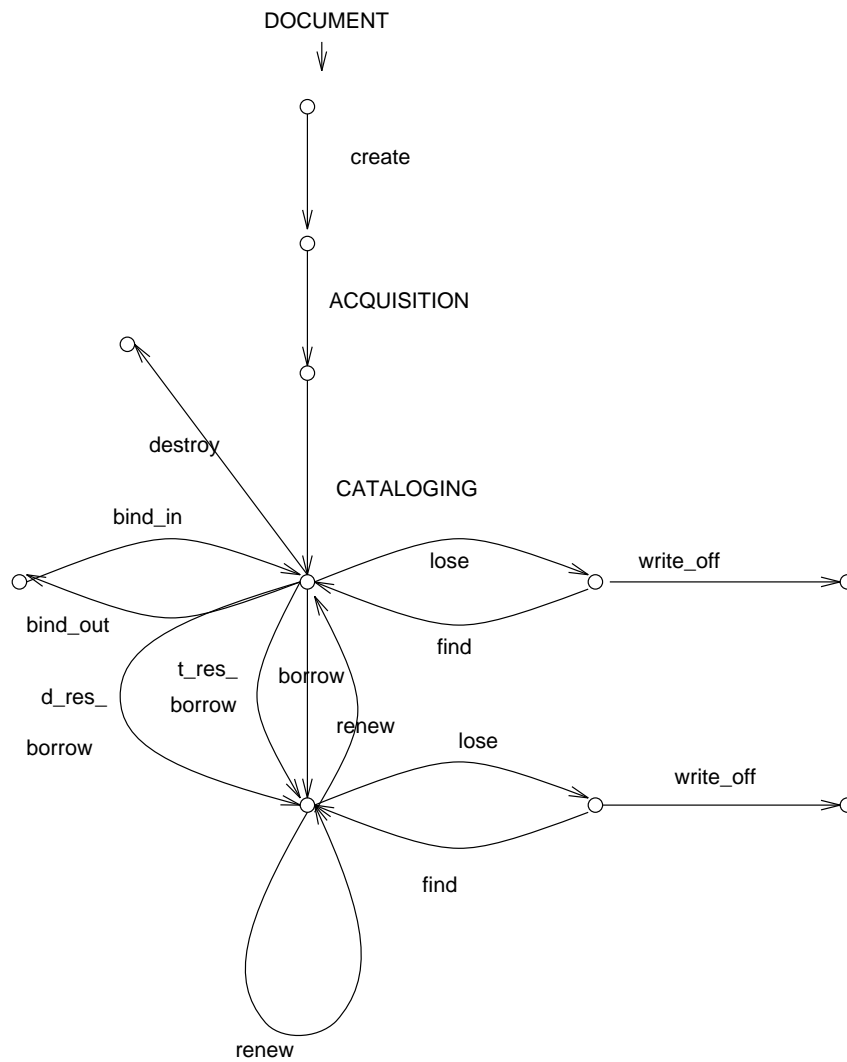 DOCUMENT
create
ACQUISITION
destroy
CATALOGING
bind_in
lose
write_off
bind_out
find
t_res_
borrow
borrow
d_res_
borrow
renew
lose
write_off
find
renew